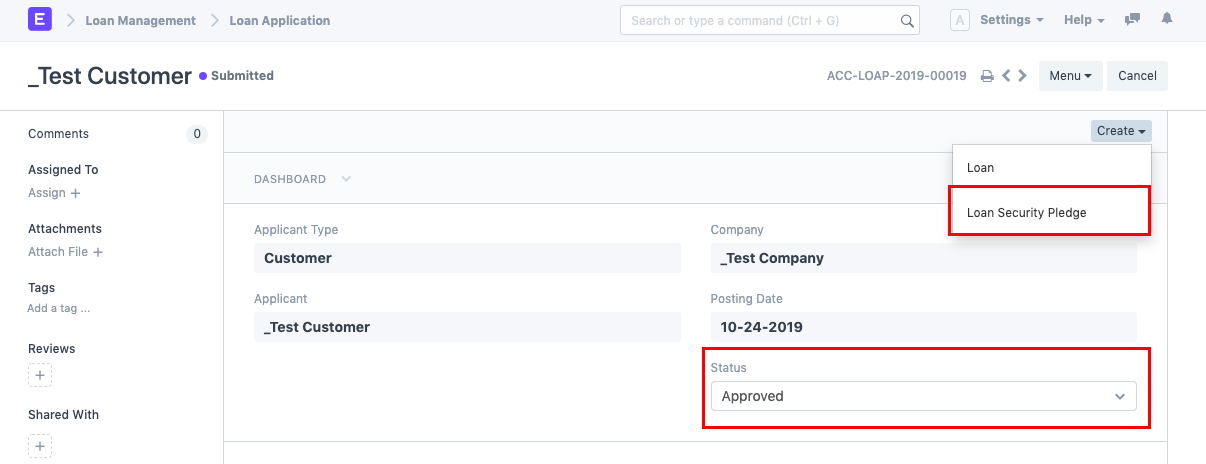 E Loan Management Loan Application Search or type a command (Ctrl + G) A Settings Help
_Test Customer Submitted ACC-LOAP-2019-00019 Menu Cancel
Comments 0
Create
Assigned To
Assign +
Attachments
Attach File +
Tags
Add a tag ...
Reviews
+
Shared With
+
Loan
Loan Security Pledge
DASHBOARD
Applicant Type
Customer
Company
_Test Company
Applicant
_Test Customer
Posting Date
10-24-2019
Status
Approved